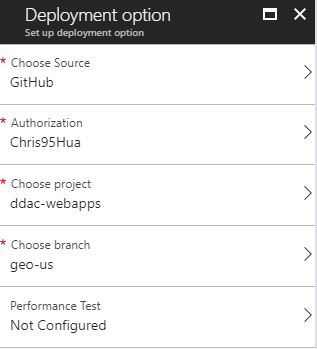 Deployment option
Set up deployment option
* Choose Source
GitHub
* Authorization
Chris95Hua
* Choose project
ddac-webapps
* Choose branch
geo-us
Performance Test
Not Configured